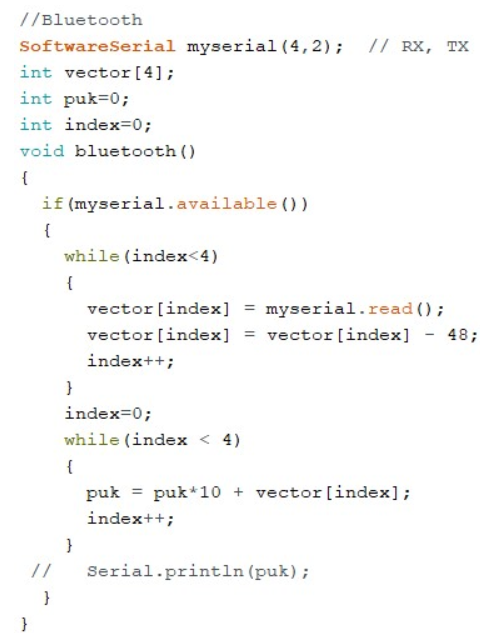 //Bluetooth
SoftwareSerial myserial(4,2);  // RX, TX
int vector[4];
int puk=0;
int index=0;
void bluetooth()
{
  if(myserial.available())
  {
    while(index<4)
    {
      vector[index] = myserial.read();
      vector[index] = vector[index] - 48;
      index++;
    }
    index=0;
    while(index < 4)
    {
      puk = puk*10 + vector[index];
      index++;
    }
 //   Serial.println(puk);
  }
}